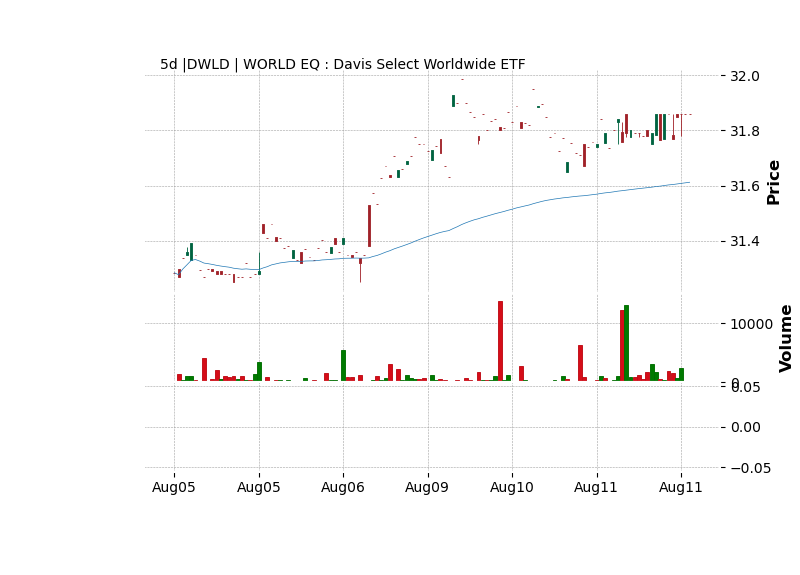 5d |DWLD | WORLD EQ : Davis Select Worldwide ETF
32.0
31.8
31.6
31.4
Price
10000
0
Volume
0.05
0.00
−0.05
Aug05 Aug05 Aug06 Aug09 Aug10 Aug11 Aug11